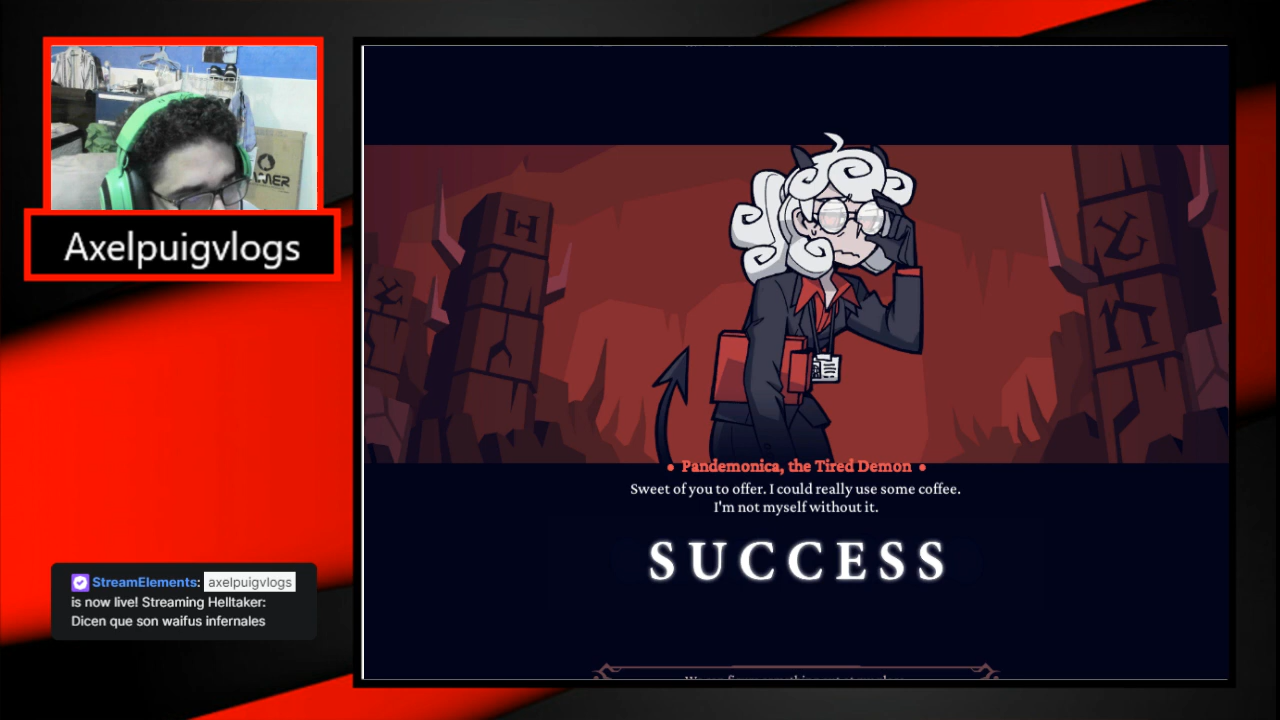 Axelpuigvlogs
StreamElements: axelpuigvlogs
is now live! Streaming Helltaker:
Dicen que son waifus infernales
• Pandemonica, the Tired Demon •
Sweet of you to offer. I could really use some coffee.
I'm not myself without it.
SUCCESS